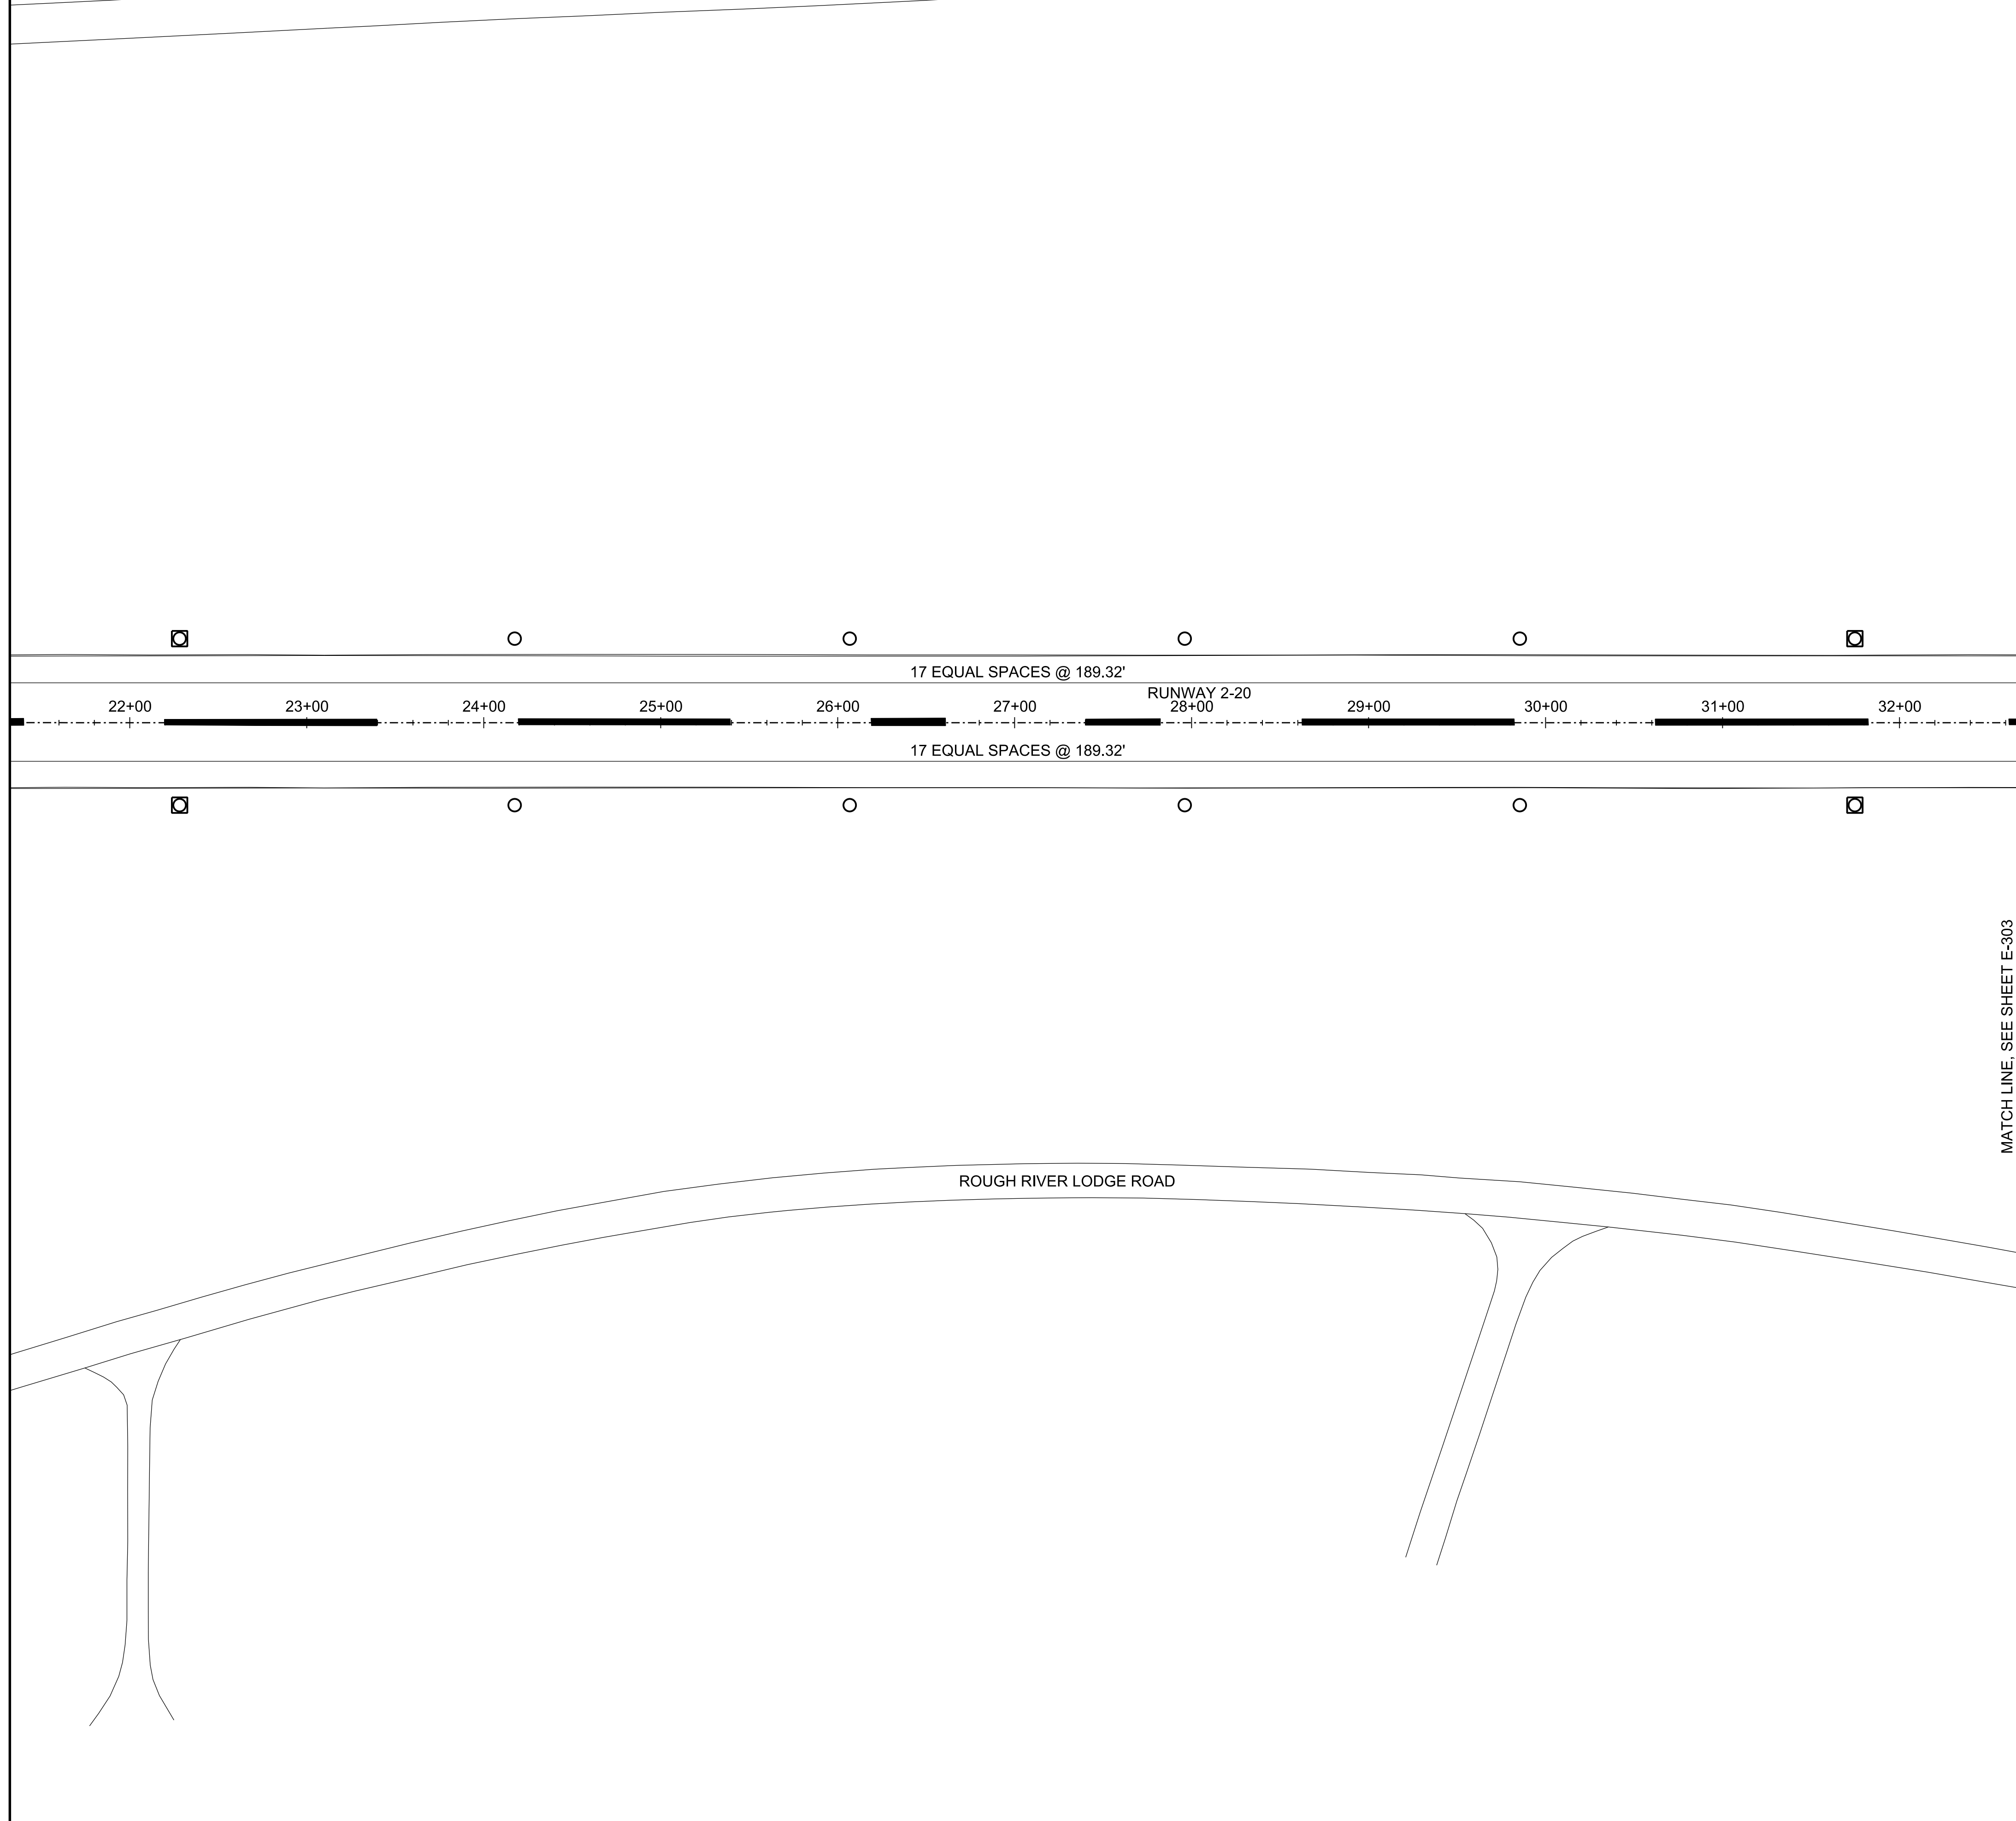 17 EQUAL SPACES @ 189.32'
RUNWAY 2-20
22+00 23+00 24+00 25+00 26+00 27+00 28+00 29+00 30+00 31+00 32+00
17 EQUAL SPACES @ 189.32'
MATCH LINE, SEE SHEET E-303
ROUGH RIVER LODGE ROAD